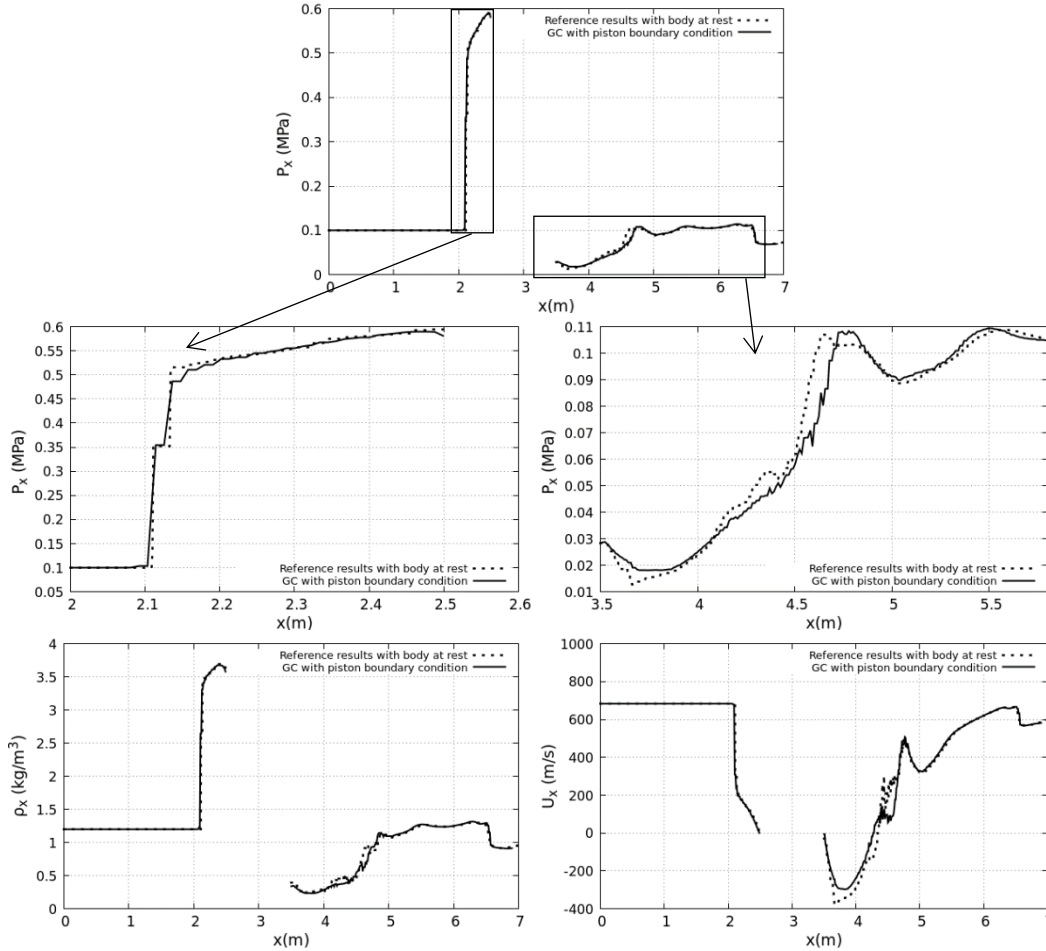 Reference results with body at rest
GC with piston boundary condition
0.6
0.5
0.4
0.3
0.2
0.1
0
Pₓ (MPa)
0 1 2 3 4 5 6 7
x(m)
Reference results with body at rest
GC with piston boundary condition
0.6
0.55
0.5
0.45
0.4
0.35
0.3
0.25
0.2
0.15
0.1
0.05
Pₓ (MPa)
2 2.1 2.2 2.3 2.4 2.5 2.6
x(m)
Reference results with body at rest
GC with piston boundary condition
0.11
0.1
0.09
0.08
0.07
0.06
0.05
0.04
0.03
0.02
0.01
Pₓ (MPa)
3.5 4 4.5 5 5.5
x(m)
Reference results with body at rest
GC with piston boundary condition
4
3.5
3
2.5
2
1.5
1
0.5
0
ρₓ (kg/m³)
0 1 2 3 4 5 6 7
x(m)
Reference results with body at rest
GC with piston boundary condition
1000
800
600
400
200
0
-200
-400
Uₓ (m/s)
0 1 2 3 4 5 6 7
x(m)